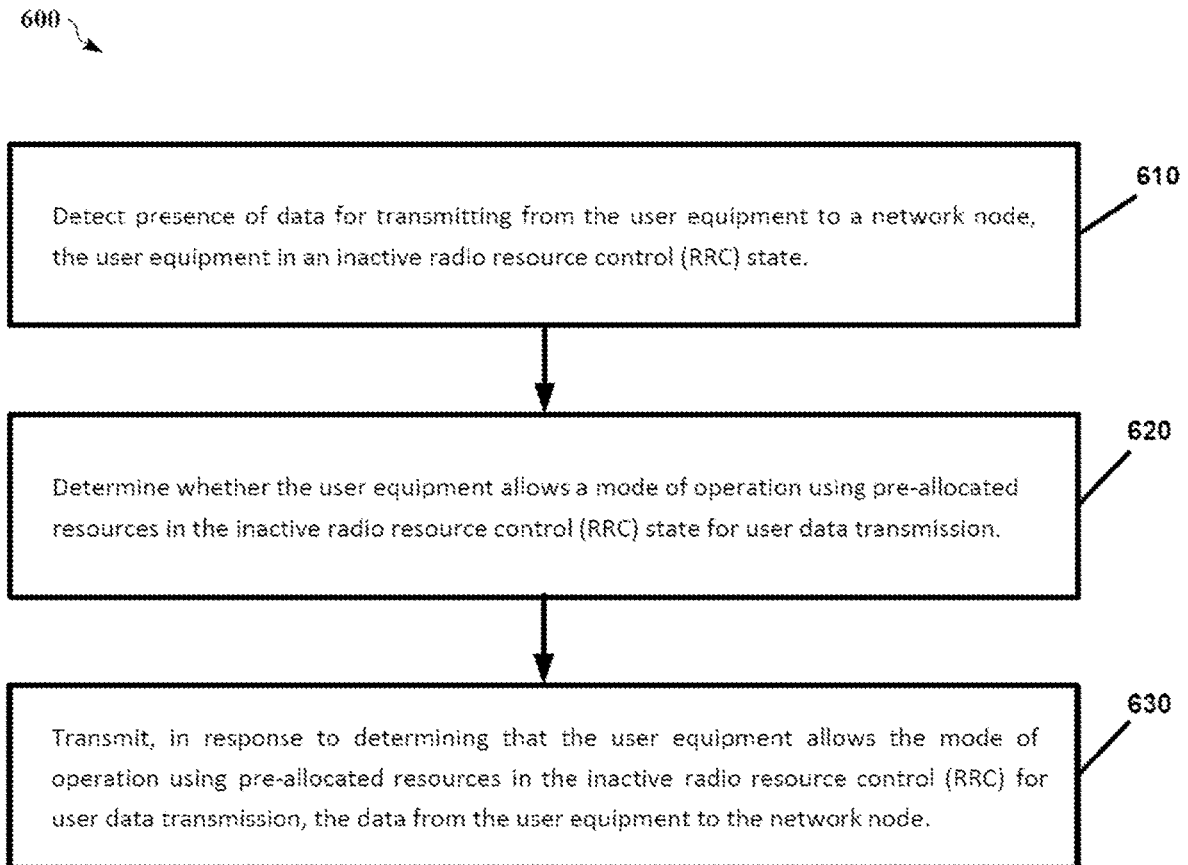 600
610
Detect presence of data for transmitting from the user equipment to a network node,
the user equipment in an inactive radio resource control (RRC) state.
620
Determine whether the user equipment allows a mode of operation using pre-allocated
resources in the inactive radio resource control (RRC) state for user data transmission.
630
Transmit, in response to determining that the user equipment allows the mode of
operation using pre-allocated resources in the inactive radio resource control (RRC) for
user data transmission, the data from the user equipment to the network node.